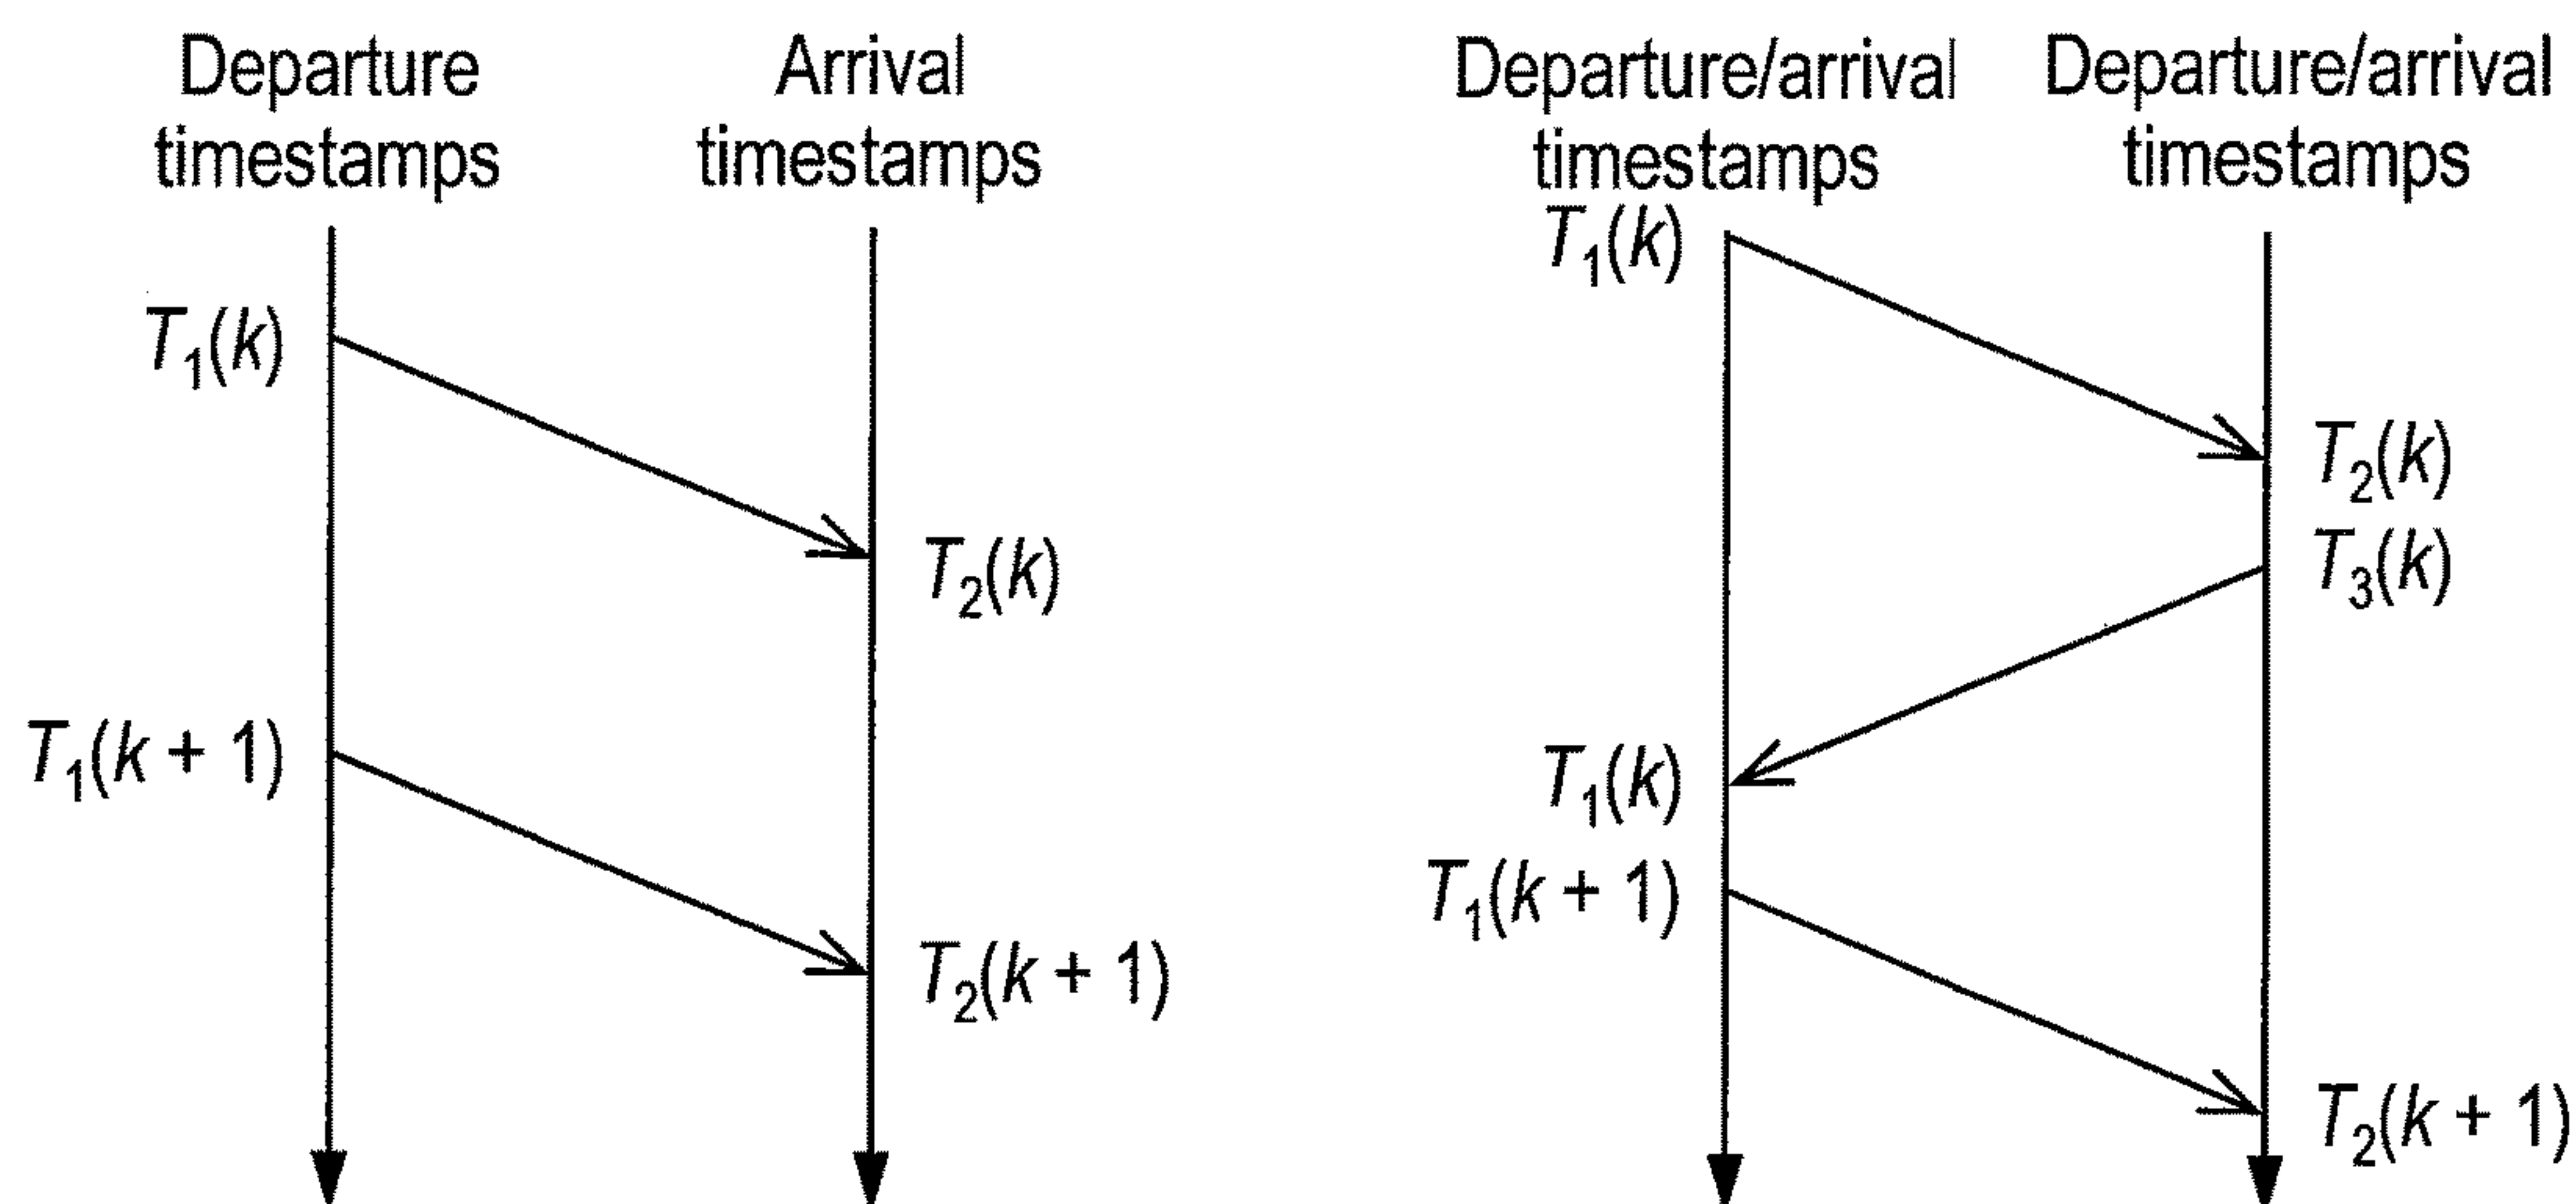 Departure
timestamps
Arrival
timestamps
T₁(k)
T₂(k)
T₁(k + 1)
T₂(k + 1)
Departure/arrival
timestamps
Departure/arrival
timestamps
T₁(k)
T₂(k)
T₃(k)
T₁(k)
T₁(k + 1)
T₂(k + 1)